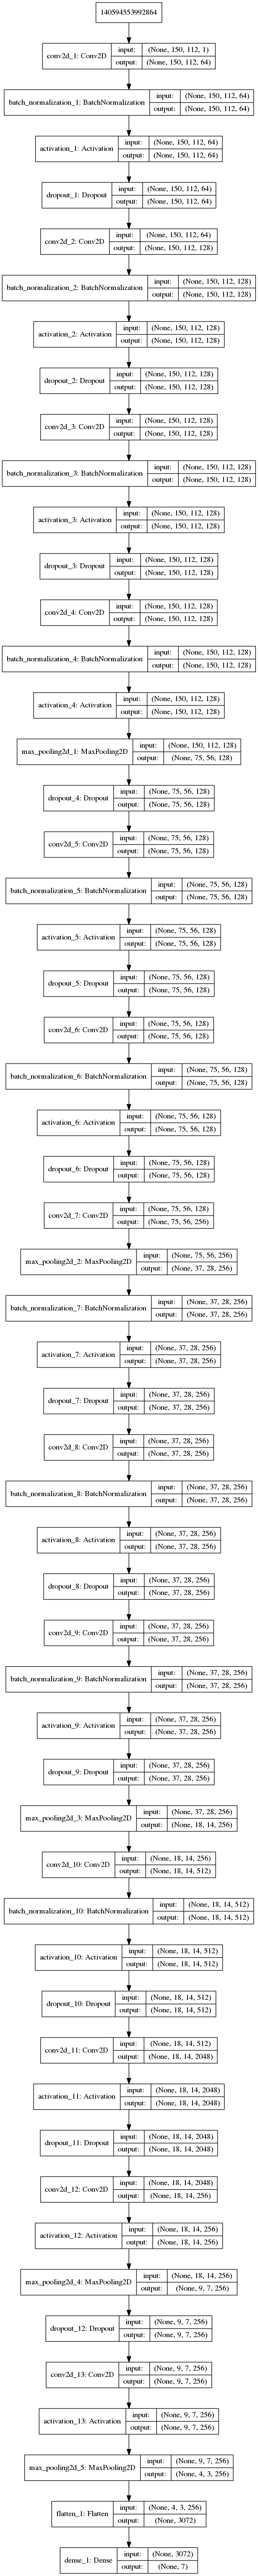 140594553992864
conv2d_1: Conv2D
input: (None, 150, 112, 1)
output: (None, 150, 112, 64)
batch_normalization_1: BatchNormalization
input: (None, 150, 112, 64)
output: (None, 150, 112, 64)
activation_1: Activation
input: (None, 150, 112, 64)
output: (None, 150, 112, 64)
dropout_1: Dropout
input: (None, 150, 112, 64)
output: (None, 150, 112, 64)
conv2d_2: Conv2D
input: (None, 150, 112, 64)
output: (None, 150, 112, 128)
batch_normalization_2: BatchNormalization
input: (None, 150, 112, 128)
output: (None, 150, 112, 128)
activation_2: Activation
input: (None, 150, 112, 128)
output: (None, 150, 112, 128)
dropout_2: Dropout
input: (None, 150, 112, 128)
output: (None, 150, 112, 128)
conv2d_3: Conv2D
input: (None, 150, 112, 128)
output: (None, 150, 112, 128)
batch_normalization_3: BatchNormalization
input: (None, 150, 112, 128)
output: (None, 150, 112, 128)
activation_3: Activation
input: (None, 150, 112, 128)
output: (None, 150, 112, 128)
dropout_3: Dropout
input: (None, 150, 112, 128)
output: (None, 150, 112, 128)
conv2d_4: Conv2D
input: (None, 150, 112, 128)
output: (None, 150, 112, 128)
batch_normalization_4: BatchNormalization
input: (None, 150, 112, 128)
output: (None, 150, 112, 128)
activation_4: Activation
input: (None, 150, 112, 128)
output: (None, 150, 112, 128)
max_pooling2d_1: MaxPooling2D
input: (None, 150, 112, 128)
output: (None, 75, 56, 128)
dropout_4: Dropout
input: (None, 75, 56, 128)
output: (None, 75, 56, 128)
conv2d_5: Conv2D
input: (None, 75, 56, 128)
output: (None, 75, 56, 128)
batch_normalization_5: BatchNormalization
input: (None, 75, 56, 128)
output: (None, 75, 56, 128)
activation_5: Activation
input: (None, 75, 56, 128)
output: (None, 75, 56, 128)
dropout_5: Dropout
input: (None, 75, 56, 128)
output: (None, 75, 56, 128)
conv2d_6: Conv2D
input: (None, 75, 56, 128)
output: (None, 75, 56, 128)
batch_normalization_6: BatchNormalization
input: (None, 75, 56, 128)
output: (None, 75, 56, 128)
activation_6: Activation
input: (None, 75, 56, 128)
output: (None, 75, 56, 128)
dropout_6: Dropout
input: (None, 75, 56, 128)
output: (None, 75, 56, 128)
conv2d_7: Conv2D
input: (None, 75, 56, 128)
output: (None, 75, 56, 256)
max_pooling2d_2: MaxPooling2D
input: (None, 75, 56, 256)
output: (None, 37, 28, 256)
batch_normalization_7: BatchNormalization
input: (None, 37, 28, 256)
output: (None, 37, 28, 256)
activation_7: Activation
input: (None, 37, 28, 256)
output: (None, 37, 28, 256)
dropout_7: Dropout
input: (None, 37, 28, 256)
output: (None, 37, 28, 256)
conv2d_8: Conv2D
input: (None, 37, 28, 256)
output: (None, 37, 28, 256)
batch_normalization_8: BatchNormalization
input: (None, 37, 28, 256)
output: (None, 37, 28, 256)
activation_8: Activation
input: (None, 37, 28, 256)
output: (None, 37, 28, 256)
dropout_8: Dropout
input: (None, 37, 28, 256)
output: (None, 37, 28, 256)
conv2d_9: Conv2D
input: (None, 37, 28, 256)
output: (None, 37, 28, 256)
batch_normalization_9: BatchNormalization
input: (None, 37, 28, 256)
output: (None, 37, 28, 256)
activation_9: Activation
input: (None, 37, 28, 256)
output: (None, 37, 28, 256)
dropout_9: Dropout
input: (None, 37, 28, 256)
output: (None, 37, 28, 256)
max_pooling2d_3: MaxPooling2D
input: (None, 37, 28, 256)
output: (None, 18, 14, 256)
conv2d_10: Conv2D
input: (None, 18, 14, 256)
output: (None, 18, 14, 512)
batch_normalization_10: BatchNormalization
input: (None, 18, 14, 512)
output: (None, 18, 14, 512)
activation_10: Activation
input: (None, 18, 14, 512)
output: (None, 18, 14, 512)
dropout_10: Dropout
input: (None, 18, 14, 512)
output: (None, 18, 14, 512)
conv2d_11: Conv2D
input: (None, 18, 14, 512)
output: (None, 18, 14, 2048)
activation_11: Activation
input: (None, 18, 14, 2048)
output: (None, 18, 14, 2048)
dropout_11: Dropout
input: (None, 18, 14, 2048)
output: (None, 18, 14, 2048)
conv2d_12: Conv2D
input: (None, 18, 14, 2048)
output: (None, 18, 14, 256)
activation_12: Activation
input: (None, 18, 14, 256)
output: (None, 18, 14, 256)
max_pooling2d_4: MaxPooling2D
input: (None, 18, 14, 256)
output: (None, 9, 7, 256)
dropout_12: Dropout
input: (None, 9, 7, 256)
output: (None, 9, 7, 256)
conv2d_13: Conv2D
input: (None, 9, 7, 256)
output: (None, 9, 7, 256)
activation_13: Activation
input: (None, 9, 7, 256)
output: (None, 9, 7, 256)
max_pooling2d_5: MaxPooling2D
input: (None, 9, 7, 256)
output: (None, 4, 3, 256)
flatten_1: Flatten
input: (None, 4, 3, 256)
output: (None, 3072)
dense_1: Dense
input: (None, 3072)
output: (None, 7)